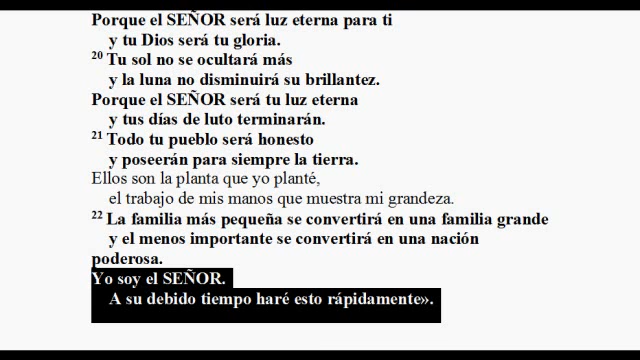 Porque el SEÑOR será luz eterna para ti
y tu Dios será tu gloria.
20 Tu sol no se ocultará más
y la luna no disminuirá su brillantez.
Porque el SEÑOR será tu luz eterna
y tus días de luto terminarán.
21 Todo tu pueblo será honesto
y poseerán para siempre la tierra.
Ellos son la planta que yo planté,
el trabajo de mis manos que muestra mi grandeza.
22 La familia más pequeña se convertirá en una familia grande
y el menos importante se convertirá en una nación
poderosa.
Yo soy el SEÑOR.
A su debido tiempo haré esto rápidamente».